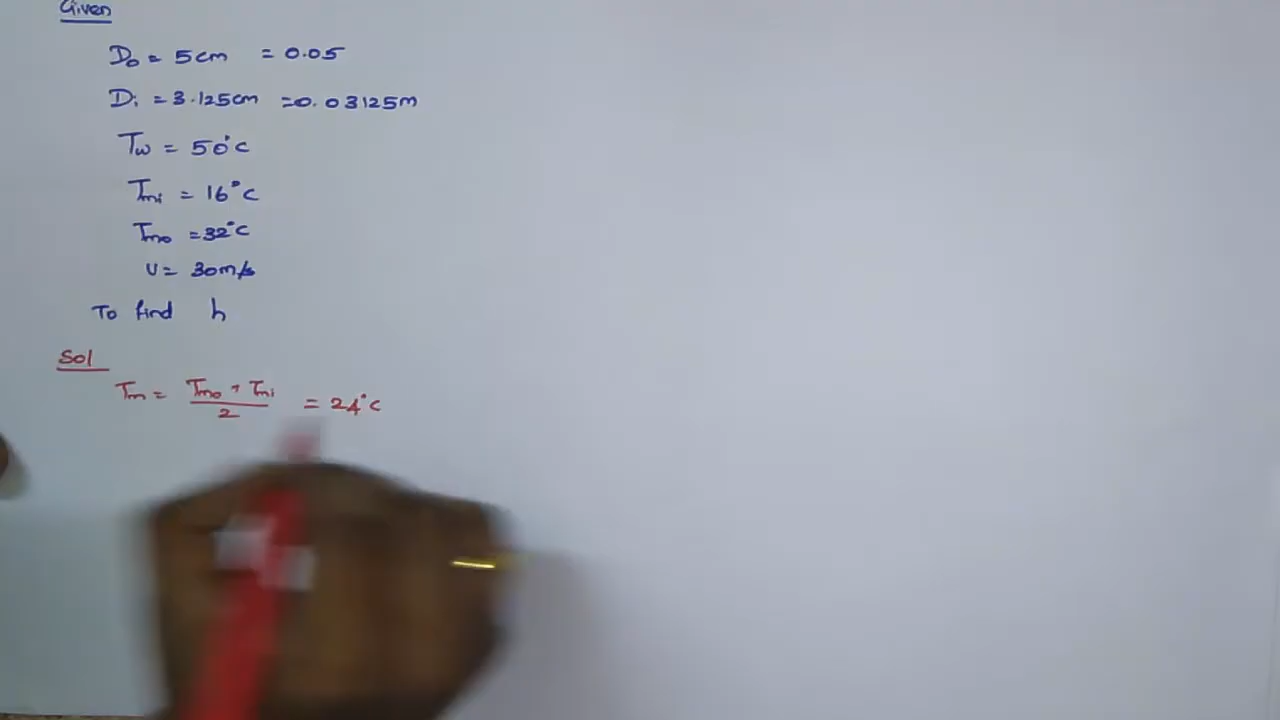 Given
Do = 5cm = 0.05
Di = 3.125cm = 0.03125m
Tw = 50°C
Tmi = 16°C
Tmo = 32°C
U = 30m/s
To find h
Sol
Tm = Tmo + Tmi / 2 = 24°C